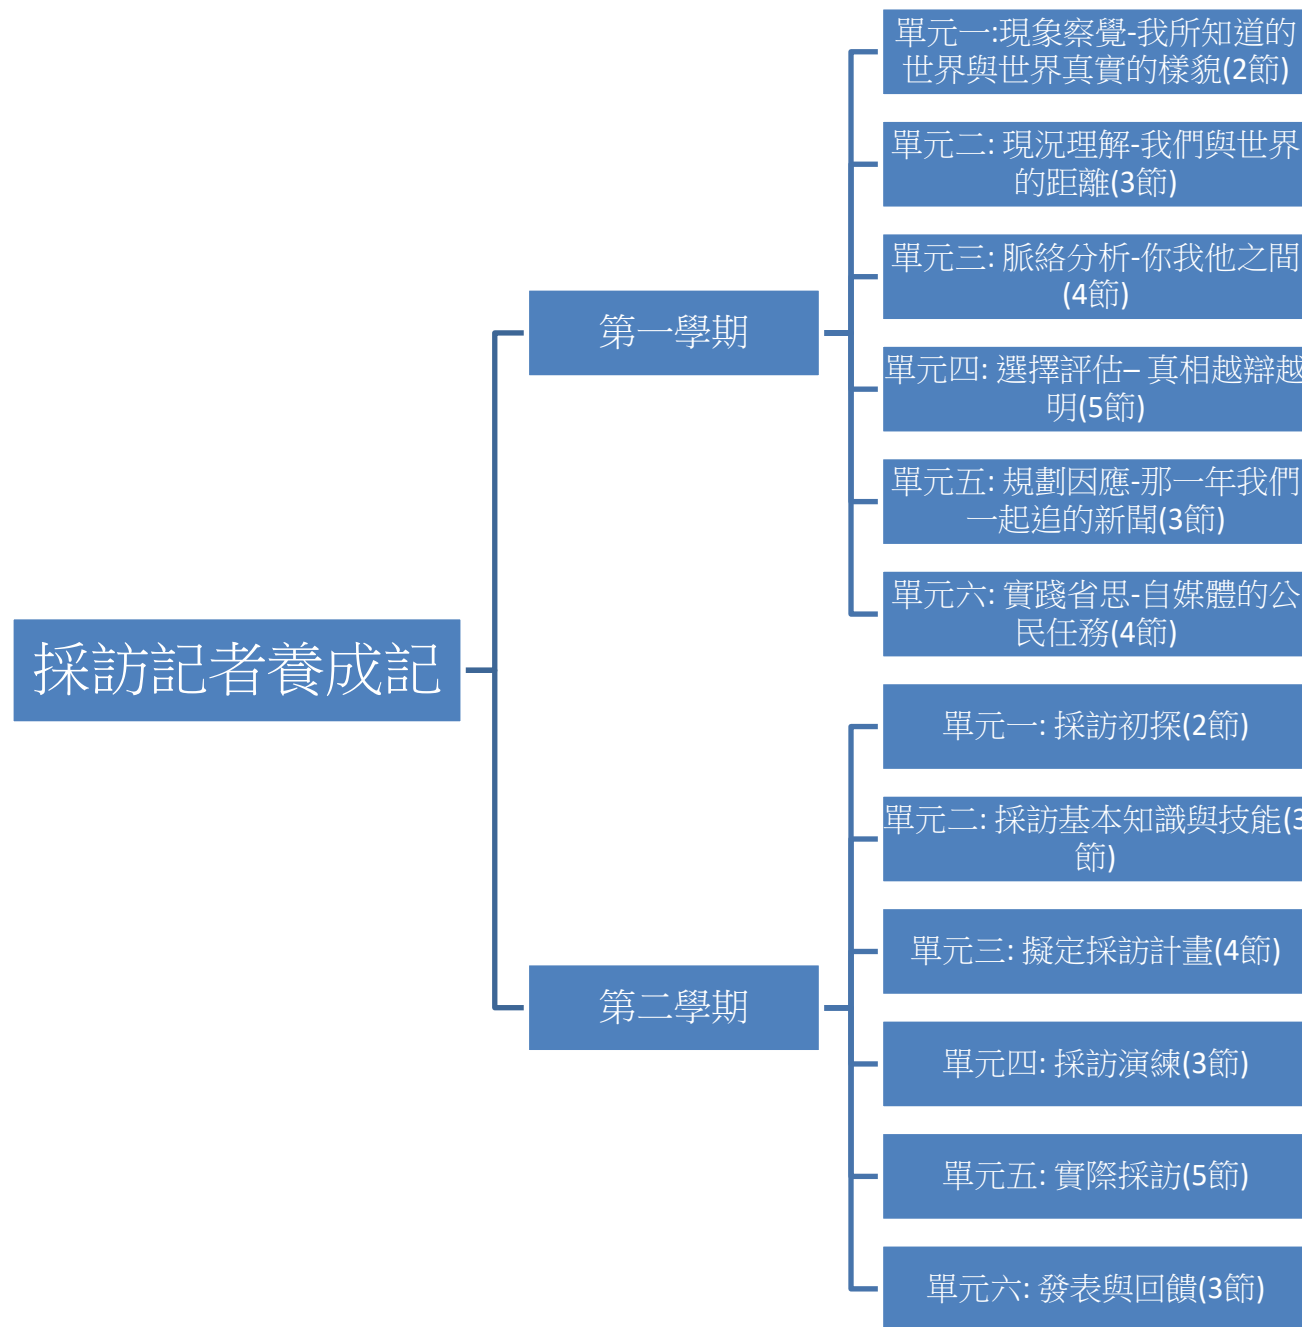 採訪記者養成記
第一學期
單元一:現象察覺-我所知道的
世界與世界真實的樣貌(2節)
單元二: 現況理解-我們與世界
的距離(3節)
單元三: 脈絡分析-你我他之間
(4節)
單元四: 選擇評估– 真相越辯越
明(5節)
單元五: 規劃因應-那一年我們
一起追的新聞(3節)
單元六: 實踐省思-自媒體的公
民任務(4節)
第二學期
單元一: 採訪初探(2節)
單元二: 採訪基本知識與技能(3
節)
單元三: 擬定採訪計畫(4節)
單元四: 採訪演練(3節)
單元五: 實際採訪(5節)
單元六: 發表與回饋(3節)